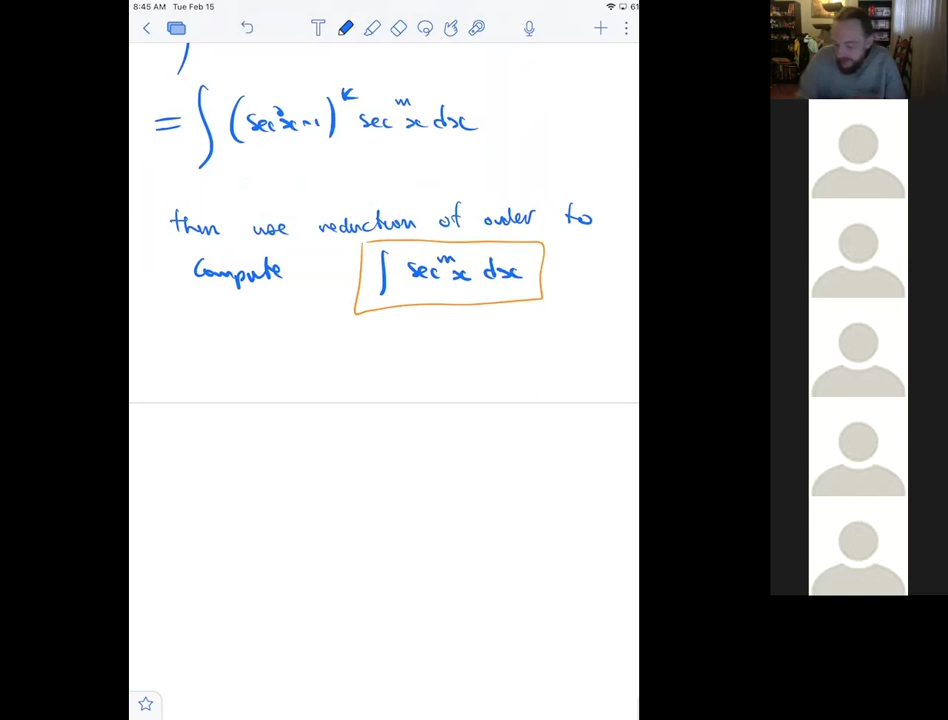 8:45 AM Tue Feb 15
61
= ∫ (sec²x-1)^k sec^m x dx
then use reduction of order to
compute ∫ sec^m x dx